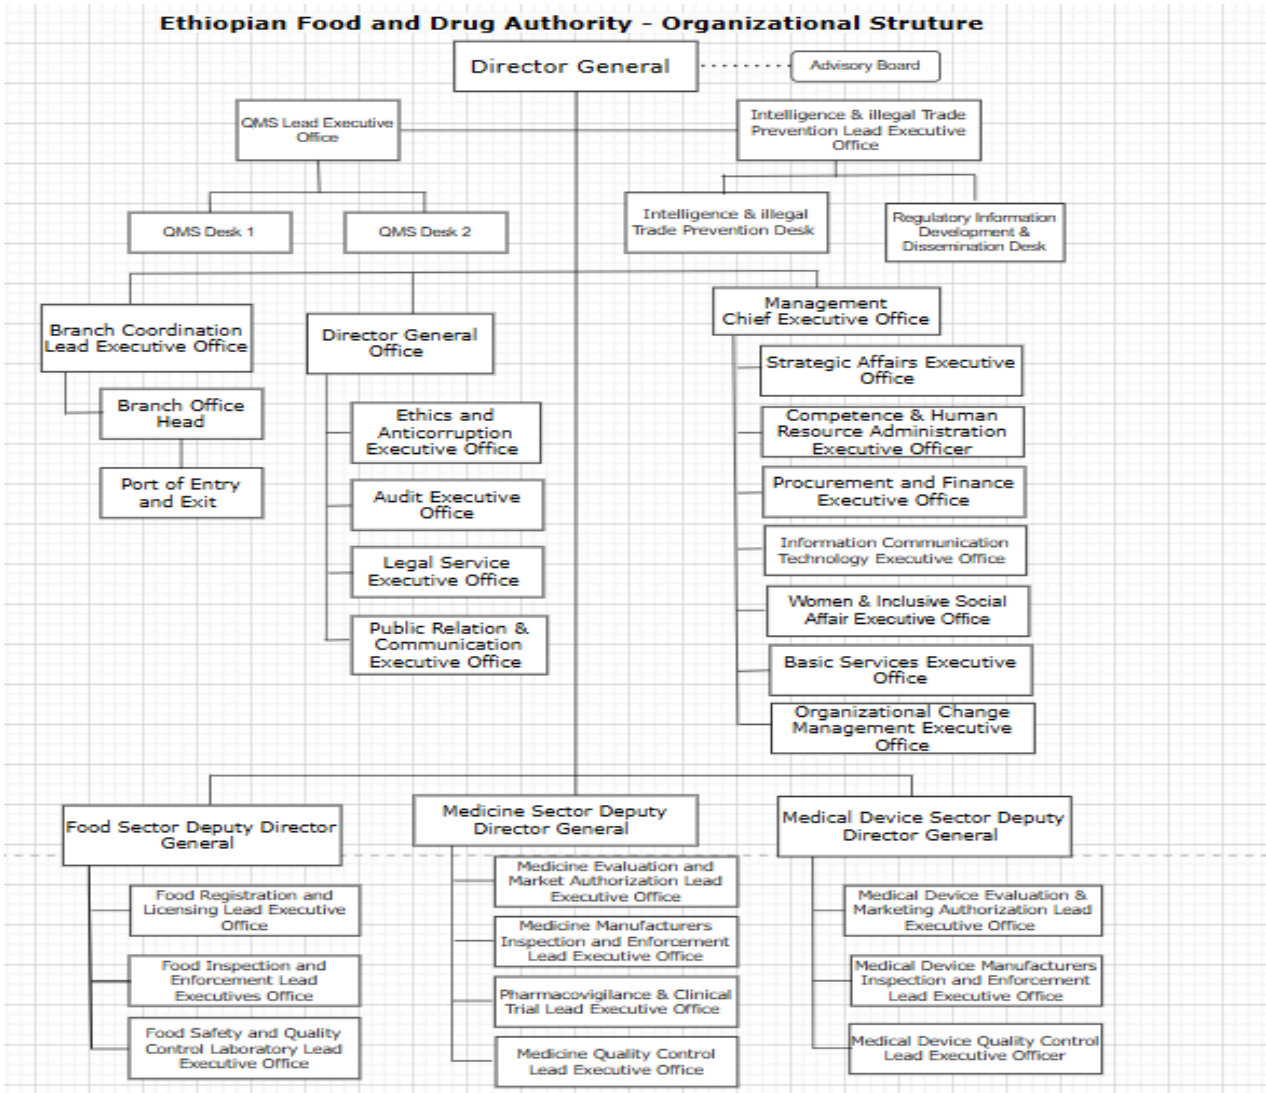 Ethiopian Food and Drug Authority - Organizational Struture
Director General
Advisory Board
QMS Lead Executive
Office
Intelligence & illegal Trade
Prevention Lead Executive
Office
QMS Desk 1
QMS Desk 2
Intelligence & illegal
Trade Prevention Desk
Regulatory Information
Development &
Dissemination Desk
Branch Coordination
Lead Executive Office
Director General
Office
Management
Chief Executive Office
Branch Office
Head
Port of Entry
and Exit
Ethics and
Anticorruption
Executive Office
Audit Executive
Office
Legal Service
Executive Office
Public Relation &
Communication
Executive Office
Strategic Affairs Executive
Office
Competence & Human
Resource Administration
Executive Officer
Procurement and Finance
Executive Office
Information Communication
Technology Executive Office
Women & Inclusive Social
Affair Executive Office
Basic Services Executive
Office
Organizational Change
Management Executive
Office
Food Sector Deputy Director
General
Medicine Sector Deputy
Director General
Medical Device Sector Deputy
Director General
Food Registration and
Licensing Lead Executive
Office
Food Inspection and
Enforcement Lead
Executives Office
Food Safety and Quality
Control Laboratory Lead
Executive Office
Medicine Evaluation and
Market Authorization Lead
Executive Office
Medicine Manufacturers
Inspection and Enforcement
Lead Executive Office
Pharmacovigilance & Clinical
Trial Lead Executive Office
Medicine Quality Control
Lead Executive Office
Medical Device Evaluation &
Marketing Authorization Lead
Executive Office
Medical Device Manufacturers
Inspection and Enforcement
Lead Executive Office
Medical Device Quality Control
Lead Executive Officer